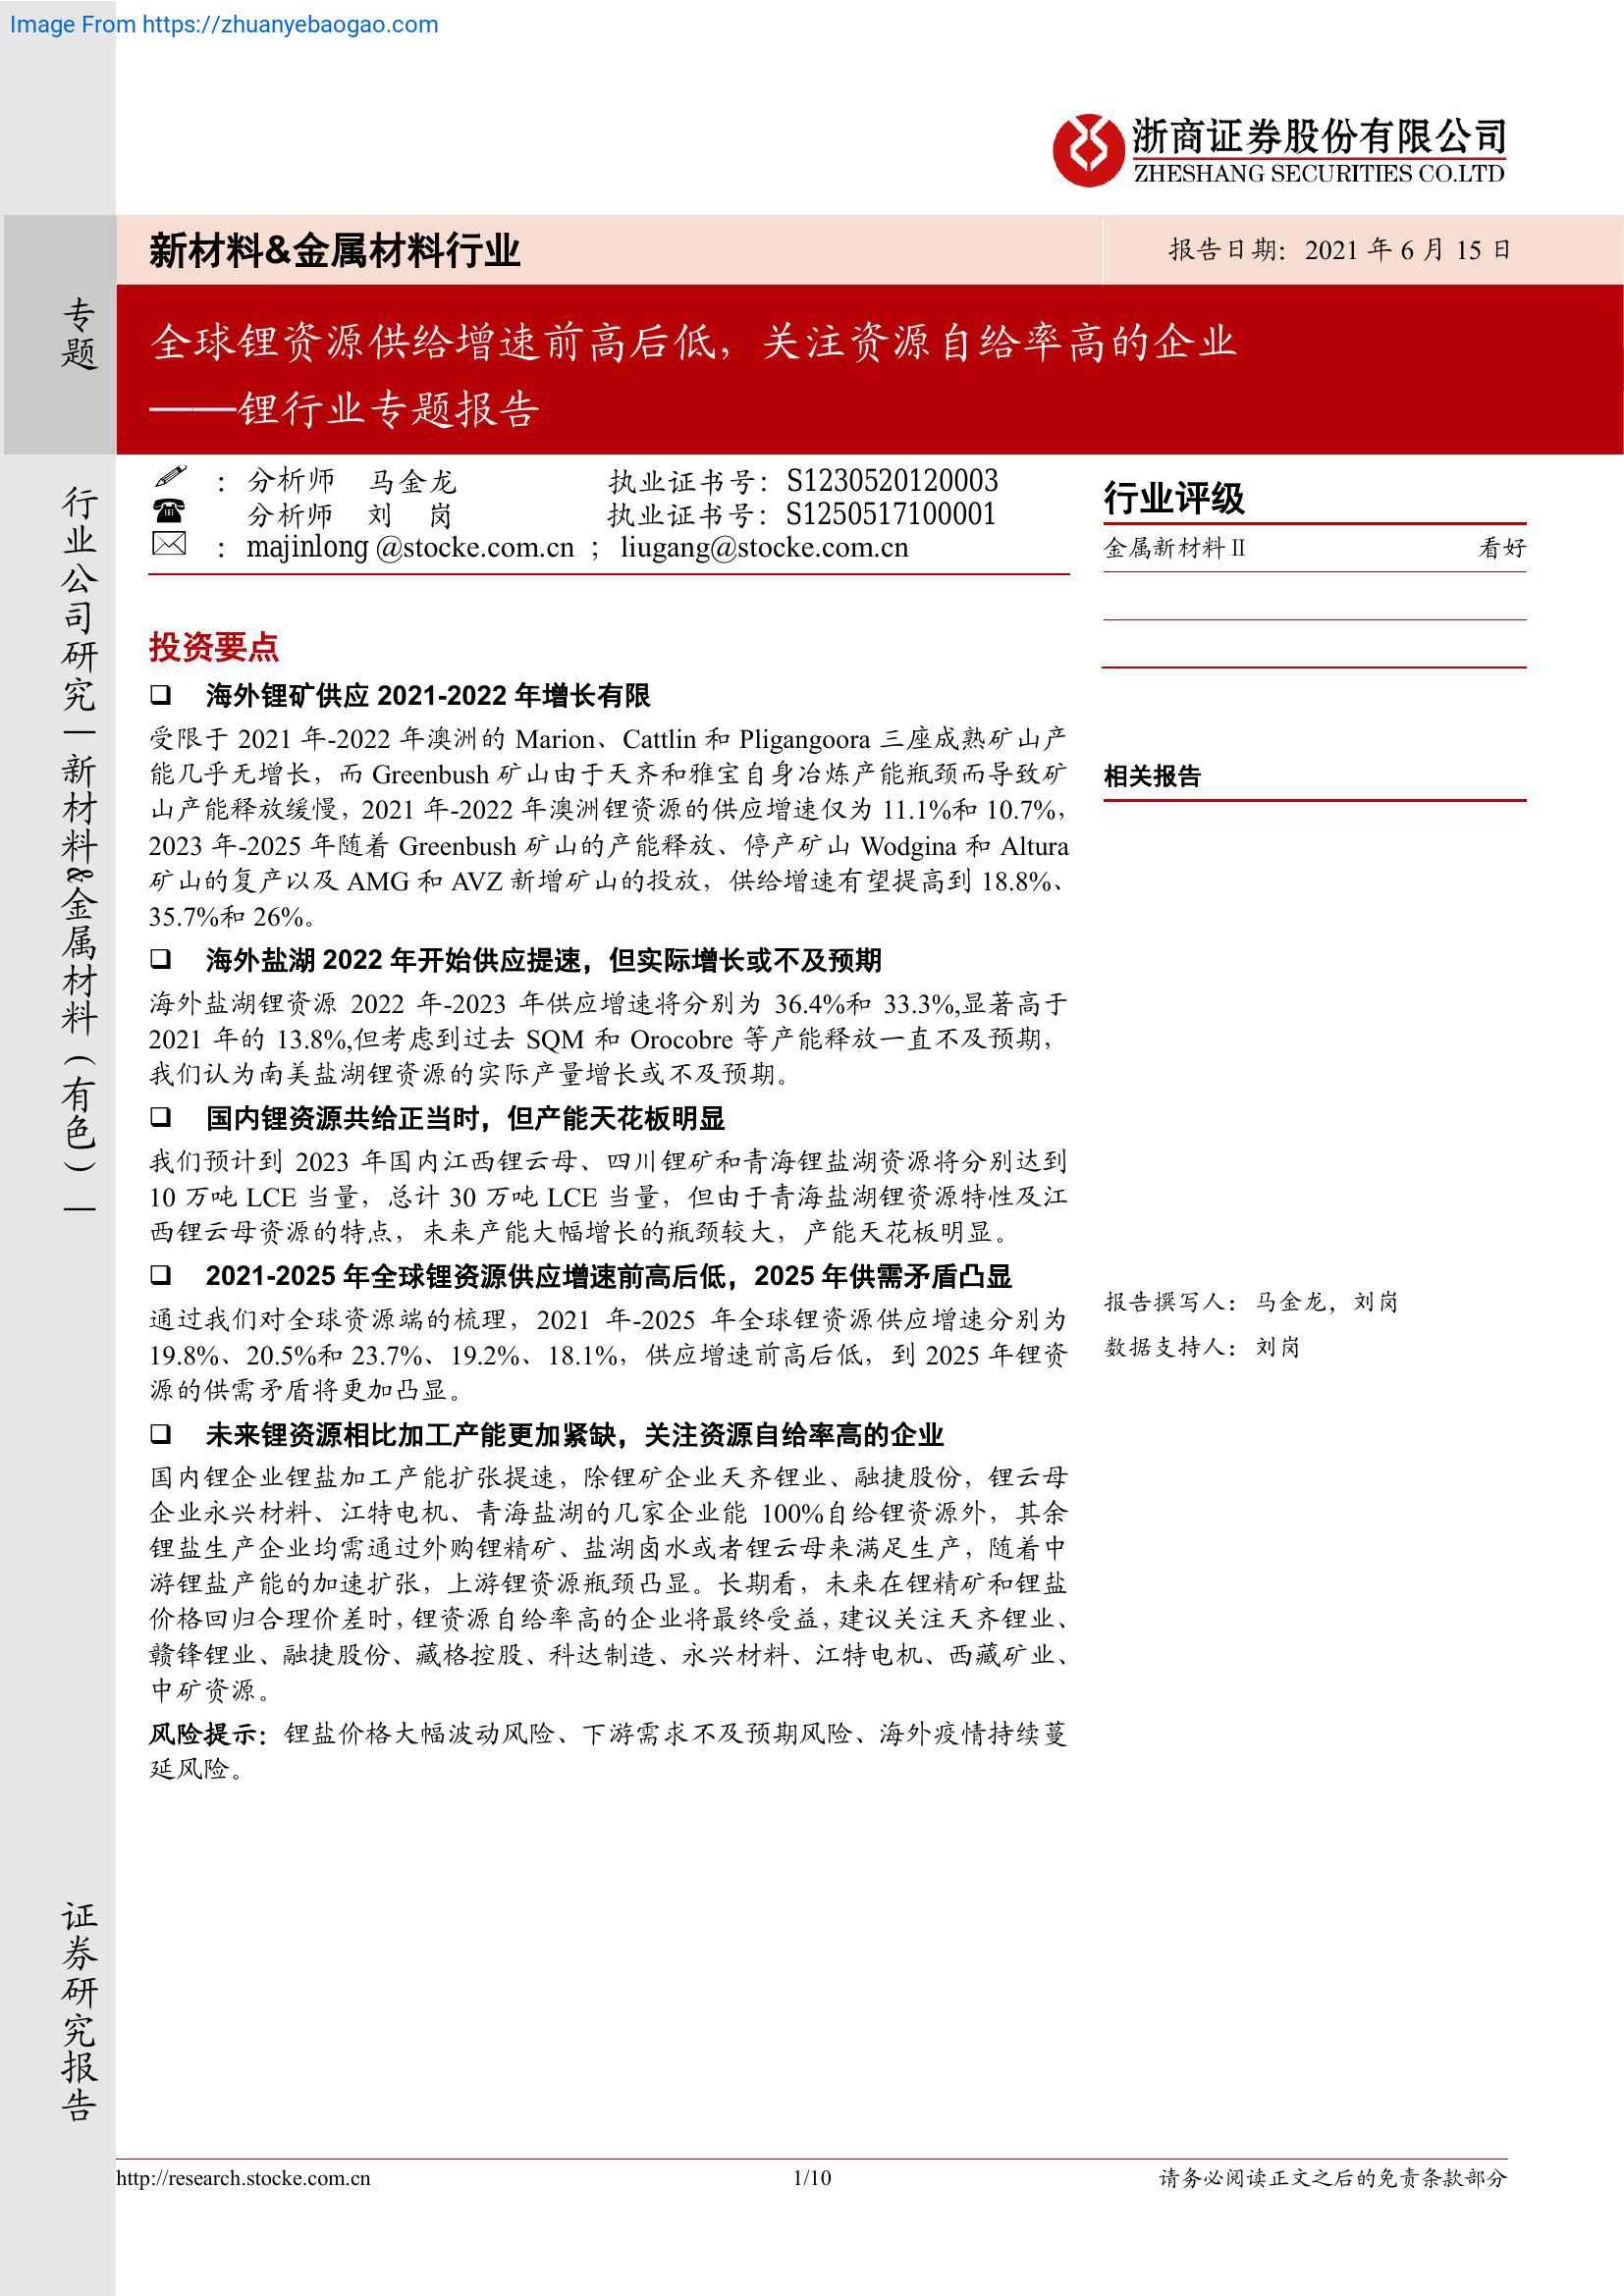 Image From https://zhuanyebaogao.com
浙商证券股份有限公司
ZHESHANG SECURITIES CO.LTD
新材料&金属材料行业
报告日期：2021 年 6 月 15 日
专题
全球锂资源供给增速前高后低，关注资源自给率高的企业
——锂行业专题报告
行业公司研究|新材料&金属材料（有色）|
：分析师 马金龙 执业证书号：S1230520120003
分析师 刘 岗 执业证书号：S1250517100001
：majinlong @stocke.com.cn ； liugang@stocke.com.cn
行业评级
金属新材料 II 看好
投资要点
❑ 海外锂矿供应 2021-2022 年增长有限
受限于 2021 年-2022 年澳洲的 Marion、Cattlin 和 Pligangoora 三座成熟矿山产
能几乎无增长，而 Greenbush 矿山由于天齐和雅宝自身冶炼产能瓶颈而导致矿
山产能释放缓慢，2021 年-2022 年澳洲锂资源的供应增速仅为 11.1%和 10.7%，
2023 年-2025 年随着 Greenbush 矿山的产能释放、停产矿山 Wodgina 和 Altura
矿山的复产以及 AMG 和 AVZ 新增矿山的投放，供给增速有望提高到 18.8%、
35.7%和 26%。
❑ 海外盐湖 2022 年开始供应提速，但实际增长或不及预期
海外盐湖锂资源 2022 年-2023 年供应增速将分别为 36.4%和 33.3%,显著高于
2021 年的 13.8%,但考虑到过去 SQM 和 Orocobre 等产能释放一直不及预期，
我们认为南美盐湖锂资源的实际产量增长或不及预期。
❑ 国内锂资源共给正当时，但产能天花板明显
我们预计到 2023 年国内江西锂云母、四川锂矿和青海锂盐湖资源将分别达到
10 万吨 LCE 当量，总计 30 万吨 LCE 当量，但由于青海盐湖锂资源特性及江
西锂云母资源的特点，未来产能大幅增长的瓶颈较大，产能天花板明显。
❑ 2021-2025 年全球锂资源供应增速前高后低，2025 年供需矛盾凸显
通过我们对全球资源端的梳理，2021 年-2025 年全球锂资源供应增速分别为
19.8%、20.5%和 23.7%、19.2%、18.1%，供应增速前高后低，到 2025 年锂资
源的供需矛盾将更加凸显。
❑ 未来锂资源相比加工产能更加紧缺，关注资源自给率高的企业
国内锂企业锂盐加工产能扩张提速，除锂矿企业天齐锂业、融捷股份，锂云母
企业永兴材料、江特电机、青海盐湖的几家企业能 100%自给锂资源外，其余
锂盐生产企业均需通过外购锂精矿、盐湖卤水或者锂云母来满足生产，随着中
游锂盐产能的加速扩张，上游锂资源瓶颈凸显。长期看，未来在锂精矿和锂盐
价格回归合理价差时，锂资源自给率高的企业将最终受益，建议关注天齐锂业、
赣锋锂业、融捷股份、藏格控股、科达制造、永兴材料、江特电机、西藏矿业、
中矿资源。
风险提示：锂盐价格大幅波动风险、下游需求不及预期风险、海外疫情持续蔓
延风险。
相关报告
报告撰写人：马金龙，刘岗
数据支持人：刘岗
证券研究报告
http://research.stocke.com.cn
1/10
请务必阅读正文之后的免责条款部分